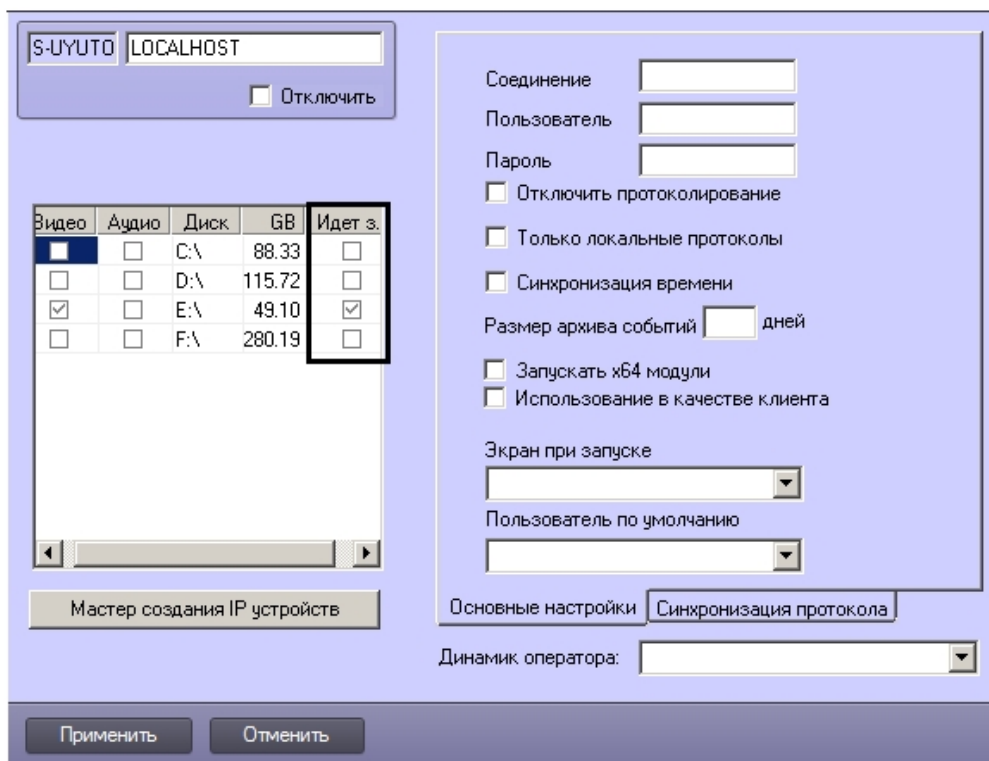 S-UYUTO LOCALHOST
Отключить
Видео Аудио Диск GB Идет з.
C:\ 88.33
D:\ 115.72
E:\ 49.10
F:\ 280.19
Мастер создания IP устройств
Соединение
Пользователь
Пароль
Отключить протоколирование
Только локальные протоколы
Синхронизация времени
Размер архива событий дней
Запускать x64 модули
Использование в качестве клиента
Экран при запуске
Пользователь по умолчанию
Основные настройки Синхронизация протокола
Динамик оператора:
Применить Отменить